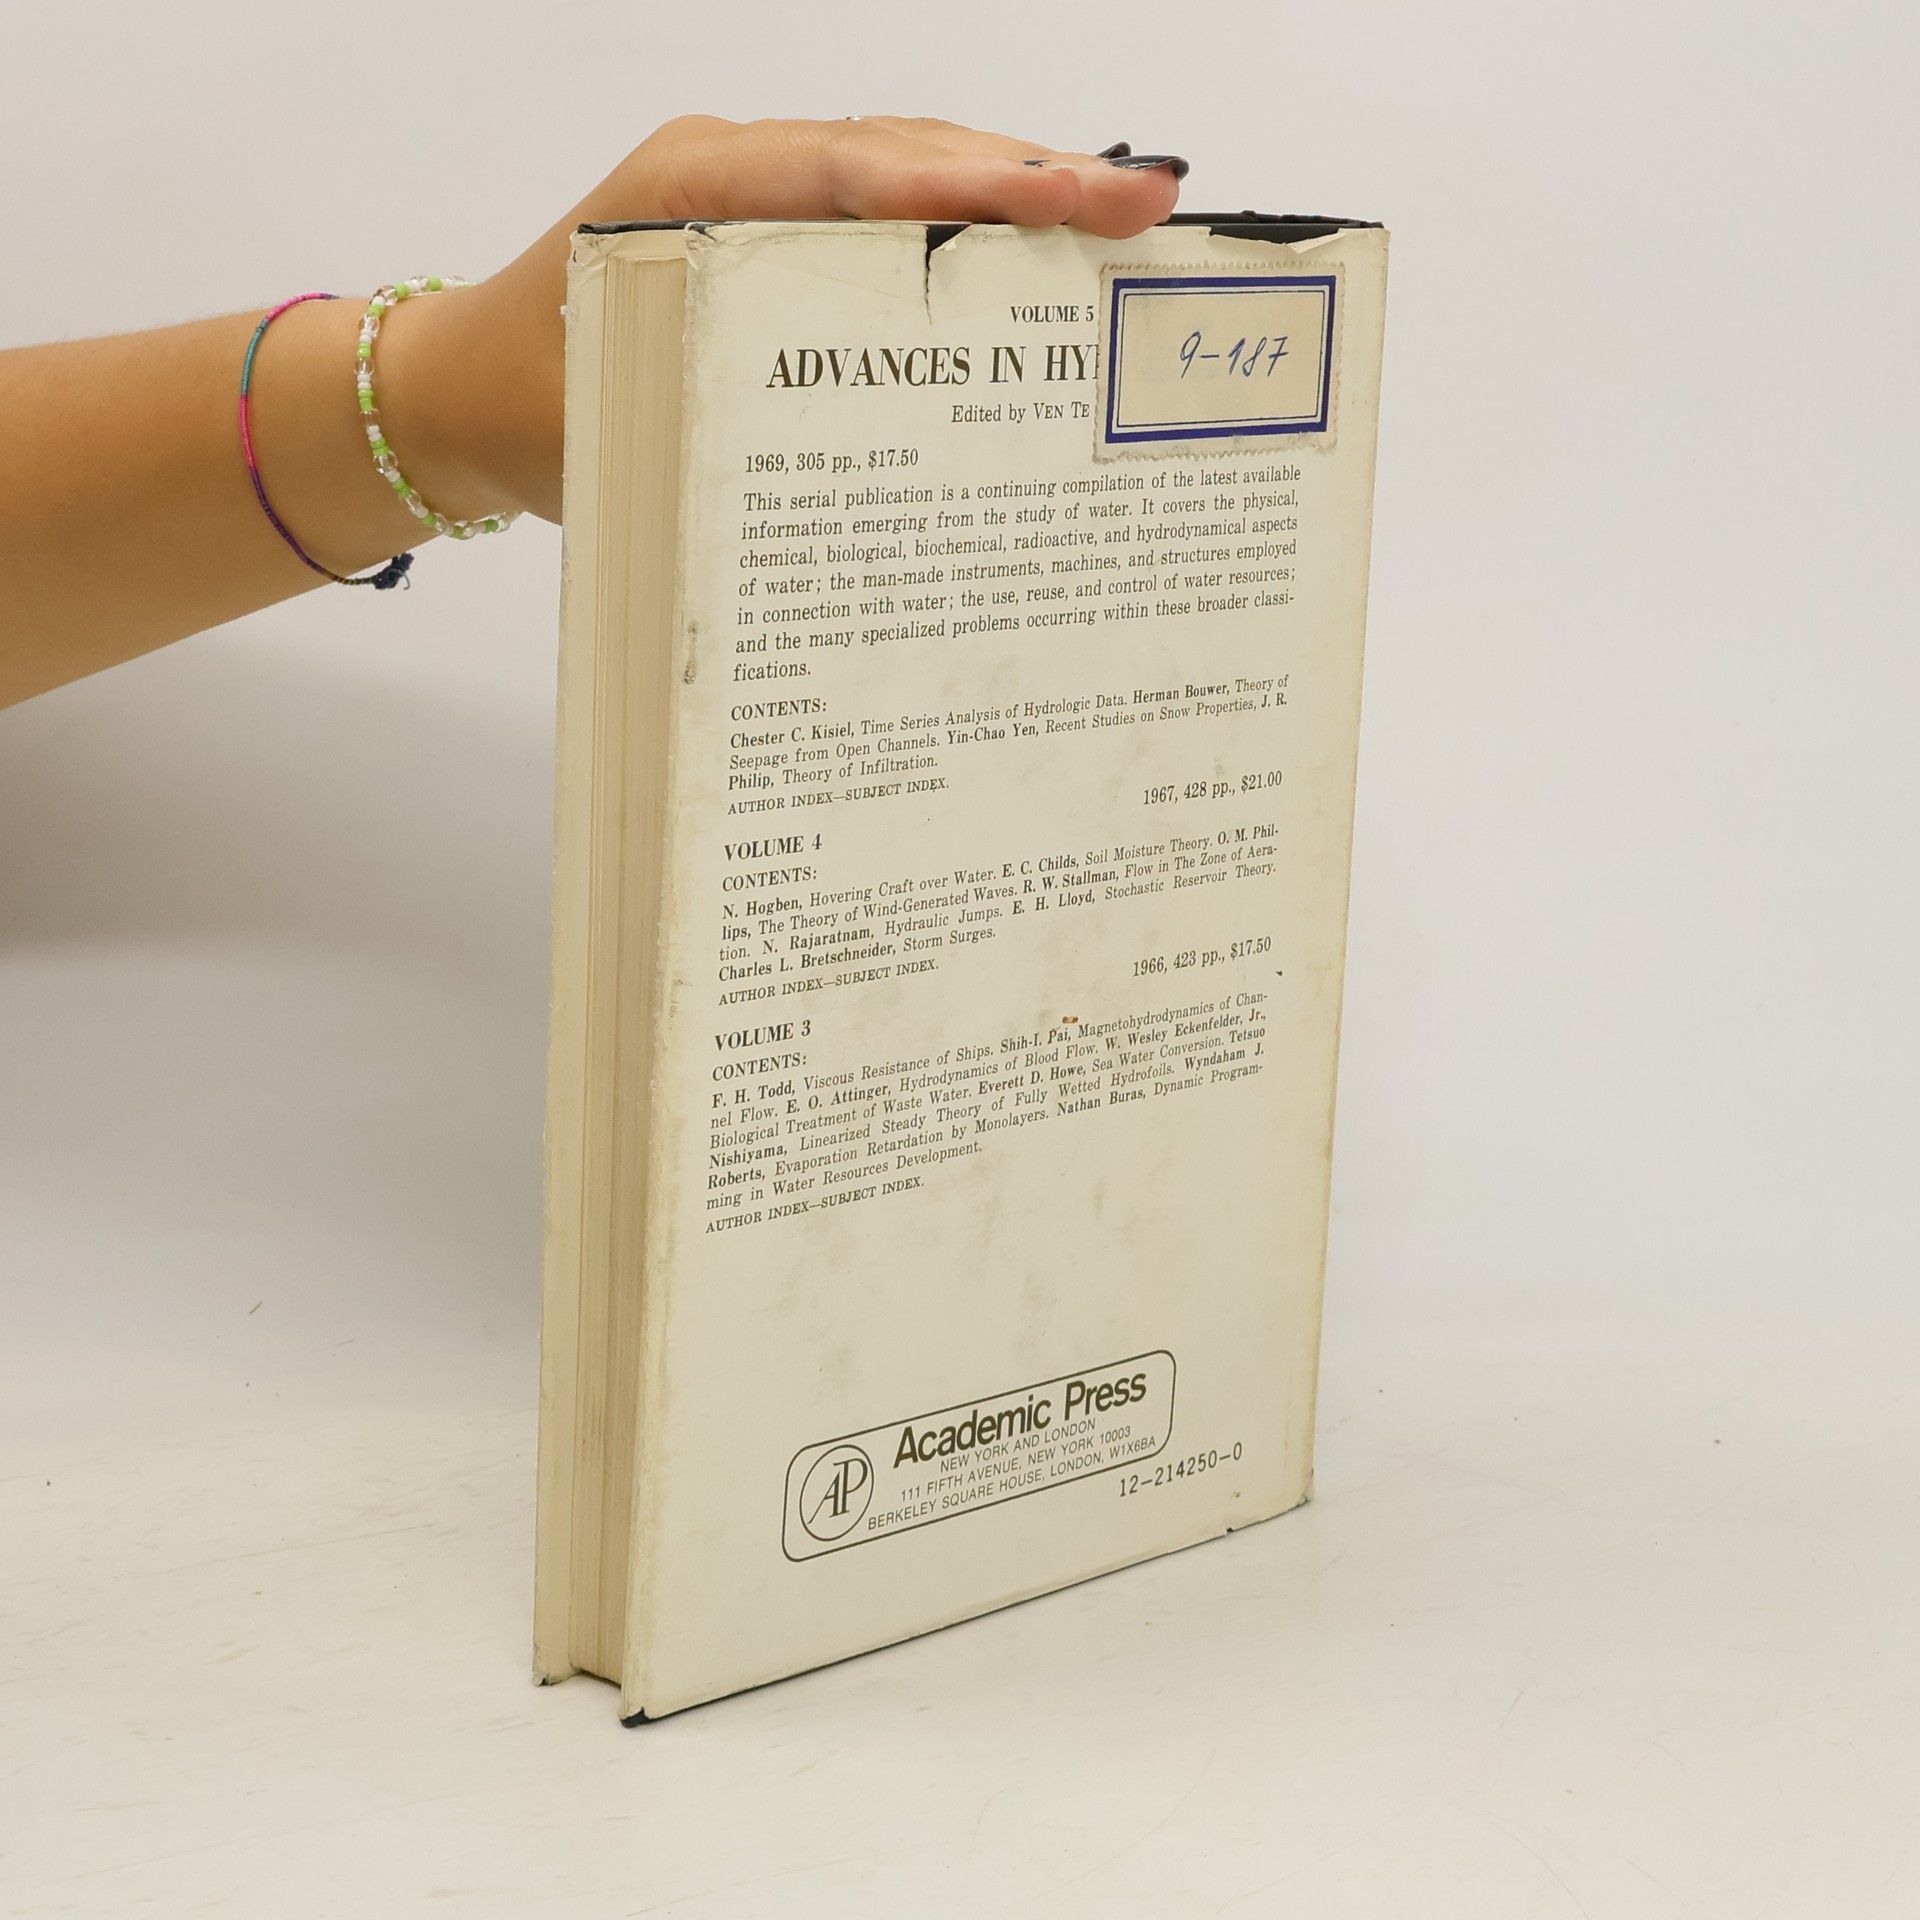 VOLUME 5
9-187
ADVANCES IN
Edited by VEN TE
1969, 305 pp., $17.50
This serial publication is a continuing compilation of the latest available
information emerging from the study of water. It covers the physical,
chemical, biological, biochemical, radioactive, and hydrodynamical aspects
of water; the man-made instruments, machines, and structures employed
in connection with water; the use, reuse, and control of water resources;
and the many specialized problems occurring within these broader classi-
fications.
CONTENTS:
Chester C. Kisiel, Time Series Analysis of Hydrologic Data. Herman Bouwer, Theory of
Seepage from Open Channels. Yin-Chao Yen, Recent Studies on Snow Properties, J. R.
Philip, Theory of Infiltration.
AUTHOR INDEX—SUBJECT INDEX.
1967, 428 pp., $21.00
VOLUME 4
CONTENTS:
N. Hogben, Hovering Craft over Water. E. C. Childs, Soil Moisture Theory. O. M. Phil-
lips, The Theory of Wind-Generated Waves. R. W. Stallman, Flow in The Zone of Aera-
tion. N. Rajaratnam, Hydraulic Jumps. E. H. Lloyd, Stochastic Reservoir Theory.
Charles L. Bretschneider, Storm Surges.
AUTHOR INDEX—SUBJECT INDEX.
1966, 423 pp., $17.50
VOLUME 3
CONTENTS:
F. H. Todd, Viscous Resistance of Ships. Shih-I. Pai, Magnetohydrodynamics of Chan-
nel Flow. E. O. Attinger, Hydrodynamics of Blood Flow. W. Wesley Eckenfelder, Jr.,
Biological Treatment of Waste Water. Everett D. Howe, Sea Water Conversion. Tetsuo
Nishiyama, Linearized Steady Theory of Fully Wetted Hydrofoils. Wyndaham J.
Roberts, Evaporation Retardation by Monolayers. Nathan Buras, Dynamic Program-
ming in Water Resources Development.
AUTHOR INDEX—SUBJECT INDEX.
AP
Academic Press
NEW YORK AND LONDON
111 FIFTH AVENUE, NEW YORK 10003
BERKELEY SQUARE HOUSE, LONDON, W1X6BA
12-214250-0